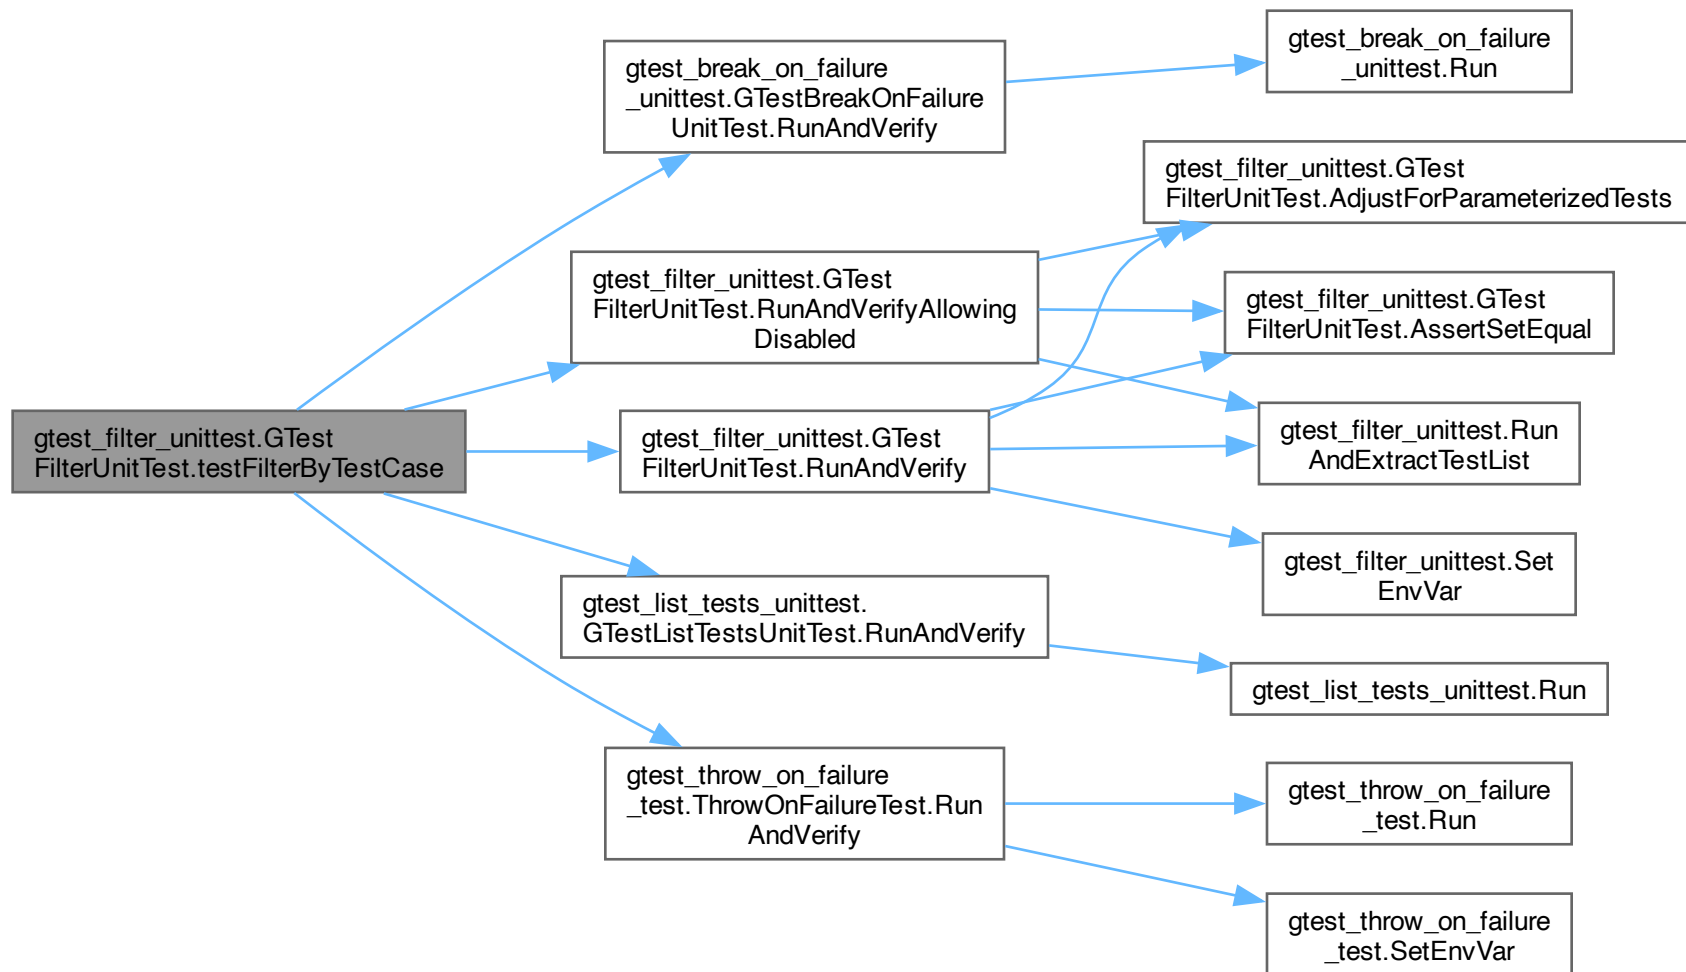 gtest_filter_unittest.GTest
FilterUnitTest.testFilterByTestCase
gtest_break_on_failure
_unittest.GTestBreakOnFailure
UnitTest.RunAndVerify
gtest_filter_unittest.GTest
FilterUnitTest.RunAndVerifyAllowing
Disabled
gtest_filter_unittest.GTest
FilterUnitTest.RunAndVerify
gtest_list_tests_unittest.
GTestListTestsUnitTest.RunAndVerify
gtest_throw_on_failure
_test.ThrowOnFailureTest.Run
AndVerify
gtest_break_on_failure
_unittest.Run
gtest_filter_unittest.GTest
FilterUnitTest.AdjustForParameterizedTests
gtest_filter_unittest.GTest
FilterUnitTest.AssertSetEqual
gtest_filter_unittest.Run
AndExtractTestList
gtest_filter_unittest.Set
EnvVar
gtest_list_tests_unittest.Run
gtest_throw_on_failure
_test.Run
gtest_throw_on_failure
_test.SetEnvVar